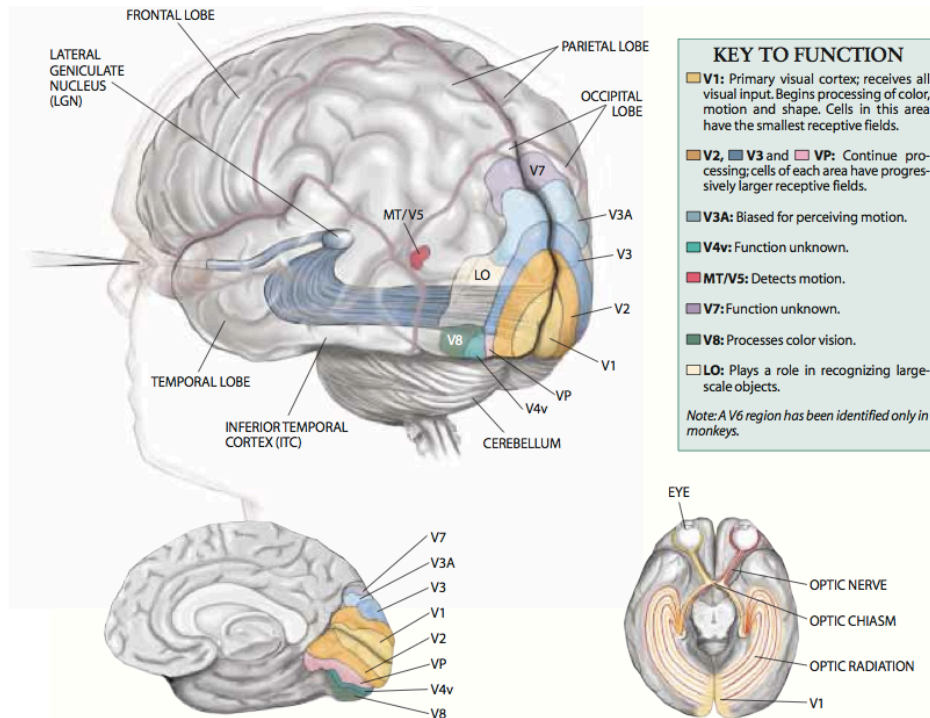 FRONTAL LOBE
LATERAL
GENICULATE
NUCLEUS
(LGN)
PARIETAL LOBE
OCCIPITAL
LOBE
V7
MT/V5
V3A
LO
V3
V2
V8
V1
TEMPORAL LOBE
VP
V4v
INFERIOR TEMPORAL
CORTEX (ITC)
CEREBELLUM
KEY TO FUNCTION
V1: Primary visual cortex; receives all
visual input. Begins processing of color,
motion and shape. Cells in this area
have the smallest receptive fields.
V2, V3 and VP: Continue pro-
cessing; cells of each area have progres-
sively larger receptive fields.
V3A: Biased for perceiving motion.
V4v: Function unknown.
MT/V5: Detects motion.
V7: Function unknown.
V8: Processes color vision.
LO: Plays a role in recognizing large-
scale objects.
Note: A V6 region has been identified only in
monkeys.
V7
V3A
V3
V1
V2
VP
V4v
V8
EYE
OPTIC NERVE
OPTIC CHIASM
OPTIC RADIATION
V1